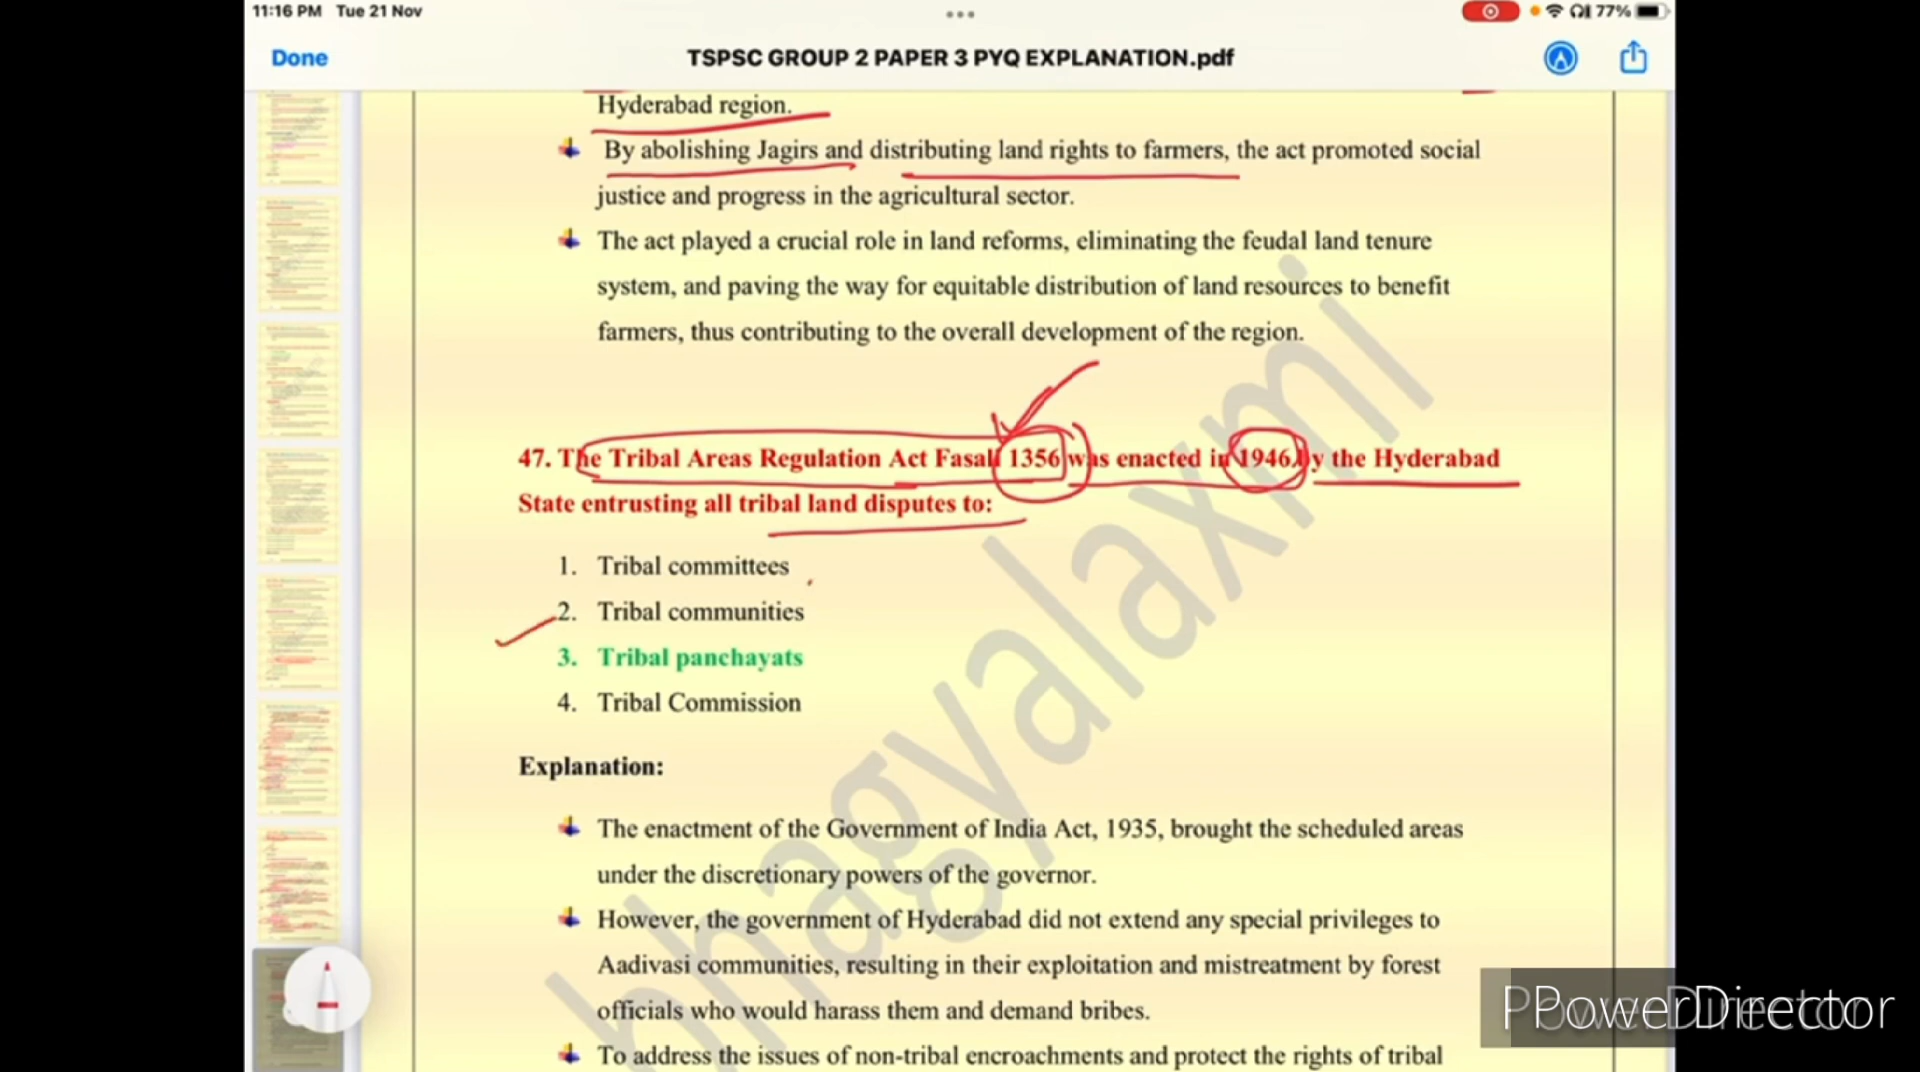 11:16 PM Tue 21 Nov
77%
Done
TSPSC GROUP 2 PAPER 3 PYQ EXPLANATION.pdf
Hyderabad region.
By abolishing Jagirs and distributing land rights to farmers, the act promoted social
justice and progress in the agricultural sector.
The act played a crucial role in land reforms, eliminating the feudal land tenure
system, and paving the way for equitable distribution of land resources to benefit
farmers, thus contributing to the overall development of the region.
47. The Tribal Areas Regulation Act Fasali 1356 was enacted in 1946 by the Hyderabad
State entrusting all tribal land disputes to:
1. Tribal committees
2. Tribal communities
3. Tribal panchayats
4. Tribal Commission
Explanation:
The enactment of the Government of India Act, 1935, brought the scheduled areas
under the discretionary powers of the governor.
However, the government of Hyderabad did not extend any special privileges to
Aadivasi communities, resulting in their exploitation and mistreatment by forest
officials who would harass them and demand bribes.
To address the issues of non-tribal encroachments and protect the rights of tribal
bhagyalaxmi
PowerDirector